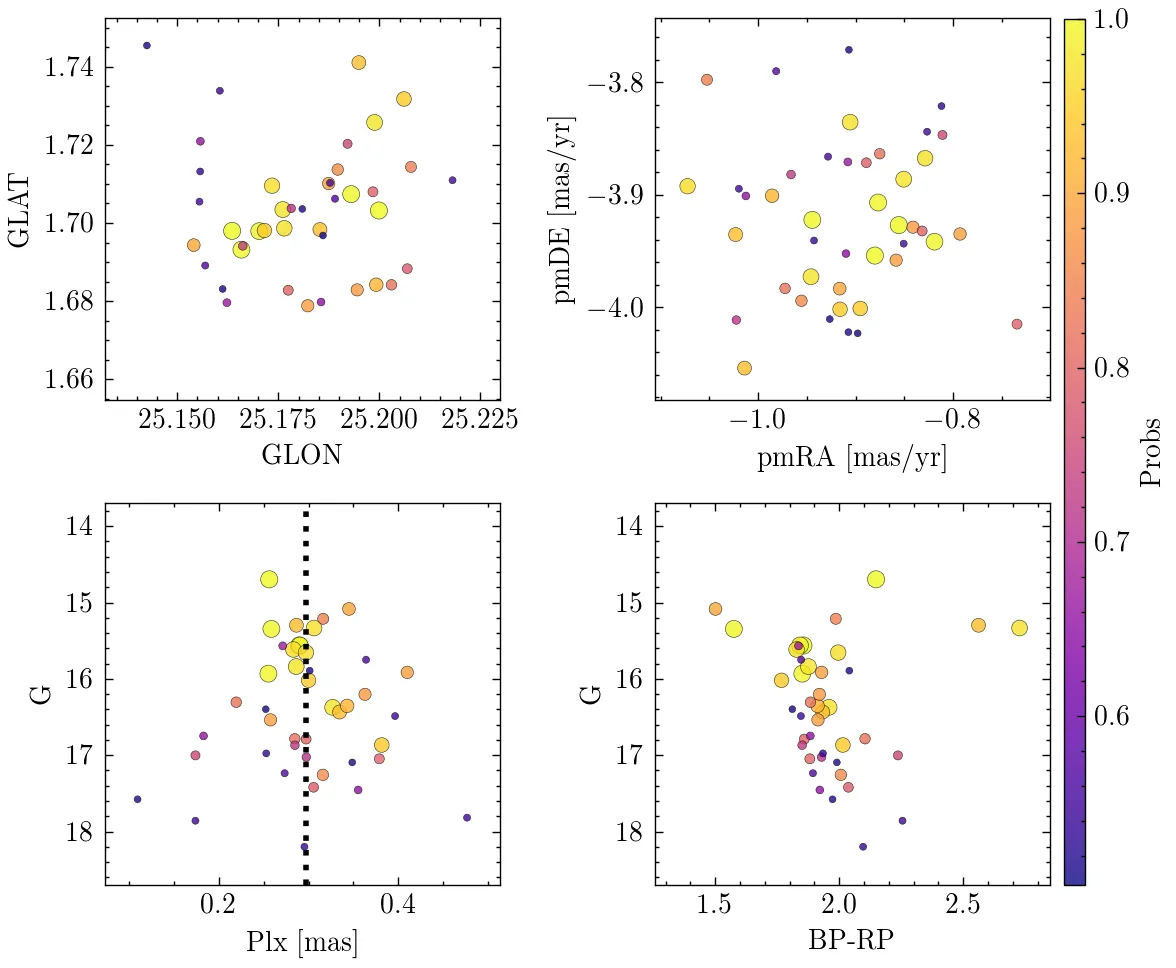 1.74
1.72
1.70
1.68
1.66
GLAT
25.150 25.175 25.200 25.225
GLON
−3.8
−3.9
−4.0
pmDE [mas/yr]
−1.0 −0.8
pmRA [mas/yr]
1.0
0.9
0.8
0.7
0.6
Probs
14
15
16
17
18
G
0.2 0.4
Plx [mas]
14
15
16
17
18
G
1.5 2.0 2.5
BP-RP